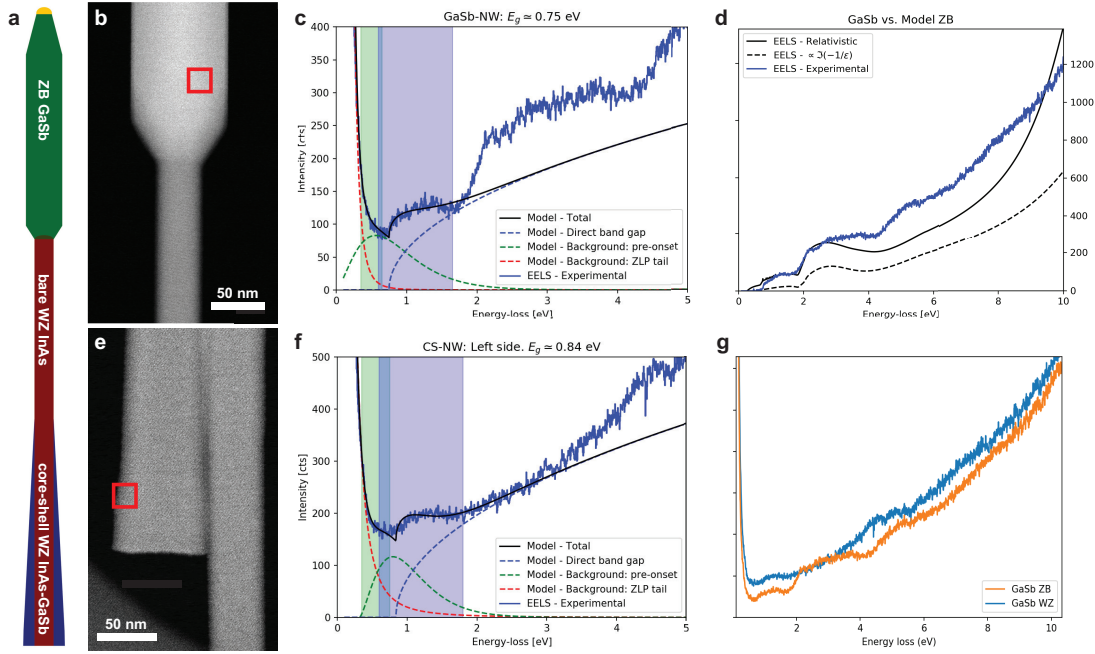 a
ZB GaSb
bare WZ InAs
core-shell WZ InAs-GaSb
b
50 nm
c
GaSb-NW: E_g ≃ 0.75 eV
400
350
300
250
200
150
100
50
0
Intensity [cts]
0 1 2 3 4 5
Energy-loss [eV]
Model - Total
Model - Direct band gap
Model - Background: pre-onset
Model - Background: ZLP tail
EELS - Experimental
d
GaSb vs. Model ZB
EELS - Relativistic
EELS - ∝ ℑ(−1/ε)
EELS - Experimental
1200
1000
800
600
400
200
0
0 2 4 6 8 10
Energy-loss [eV]
e
50 nm
f
CS-NW: Left side. E_g ≃ 0.84 eV
500
400
300
200
100
0
Intensity [cts]
0 1 2 3 4 5
Energy-loss [eV]
Model - Total
Model - Direct band gap
Model - Background: pre-onset
Model - Background: ZLP tail
EELS - Experimental
g
GaSb ZB
GaSb WZ
2 4 6 8 10
Energy loss (eV)